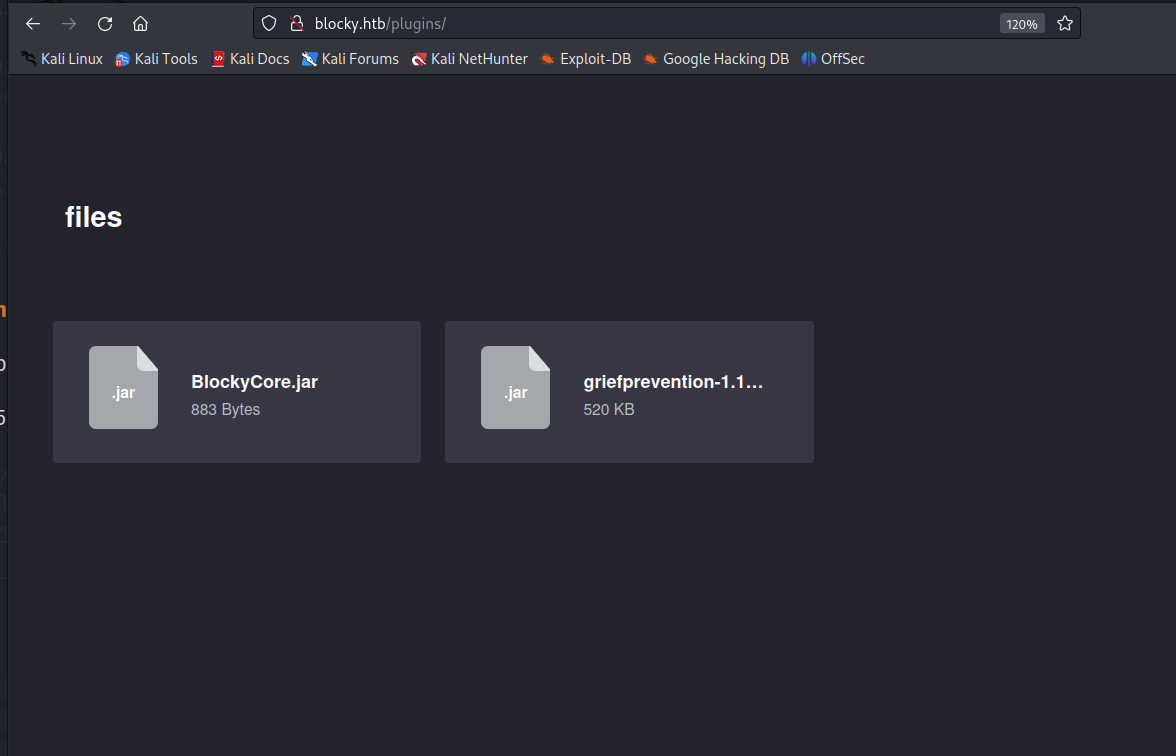 blocky.htb/plugins/ 120%
Kali Linux Kali Tools Kali Docs Kali Forums Kali NetHunter Exploit-DB Google Hacking DB OffSec
files
.jar
BlockyCore.jar
883 Bytes
.jar
griefprevention-1.1...
520 KB